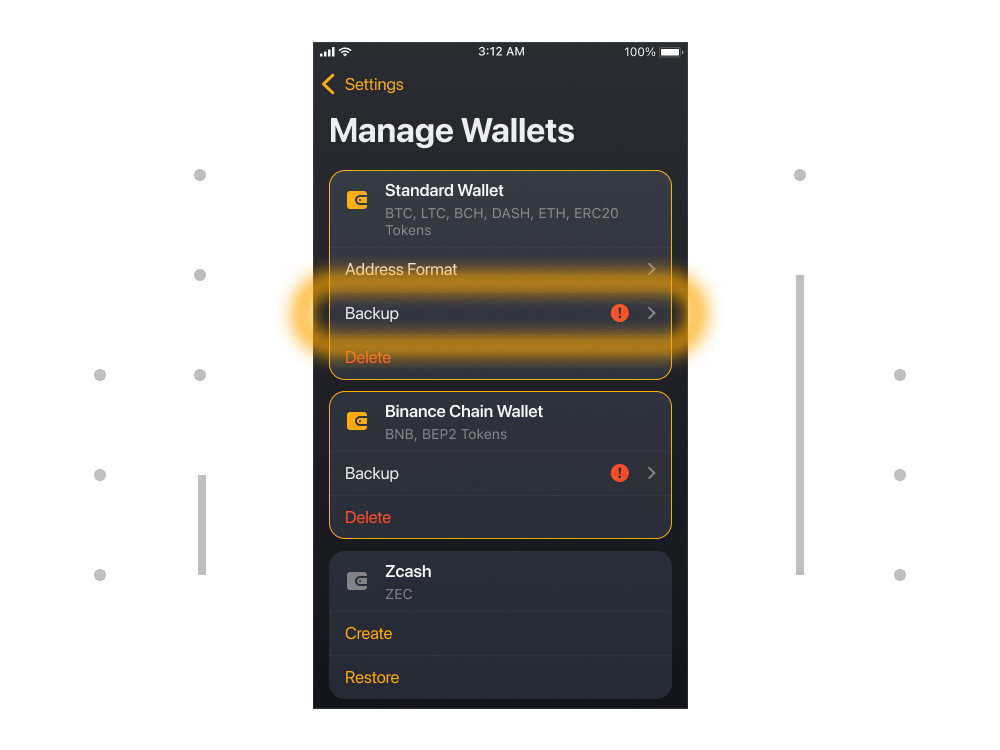 3:12 AM 100%
Settings
Manage Wallets
Standard Wallet
BTC, LTC, BCH, DASH, ETH, ERC20
Tokens
Address Format
Backup
Delete
Binance Chain Wallet
BNB, BEP2 Tokens
Backup
Delete
Zcash
ZEC
Create
Restore